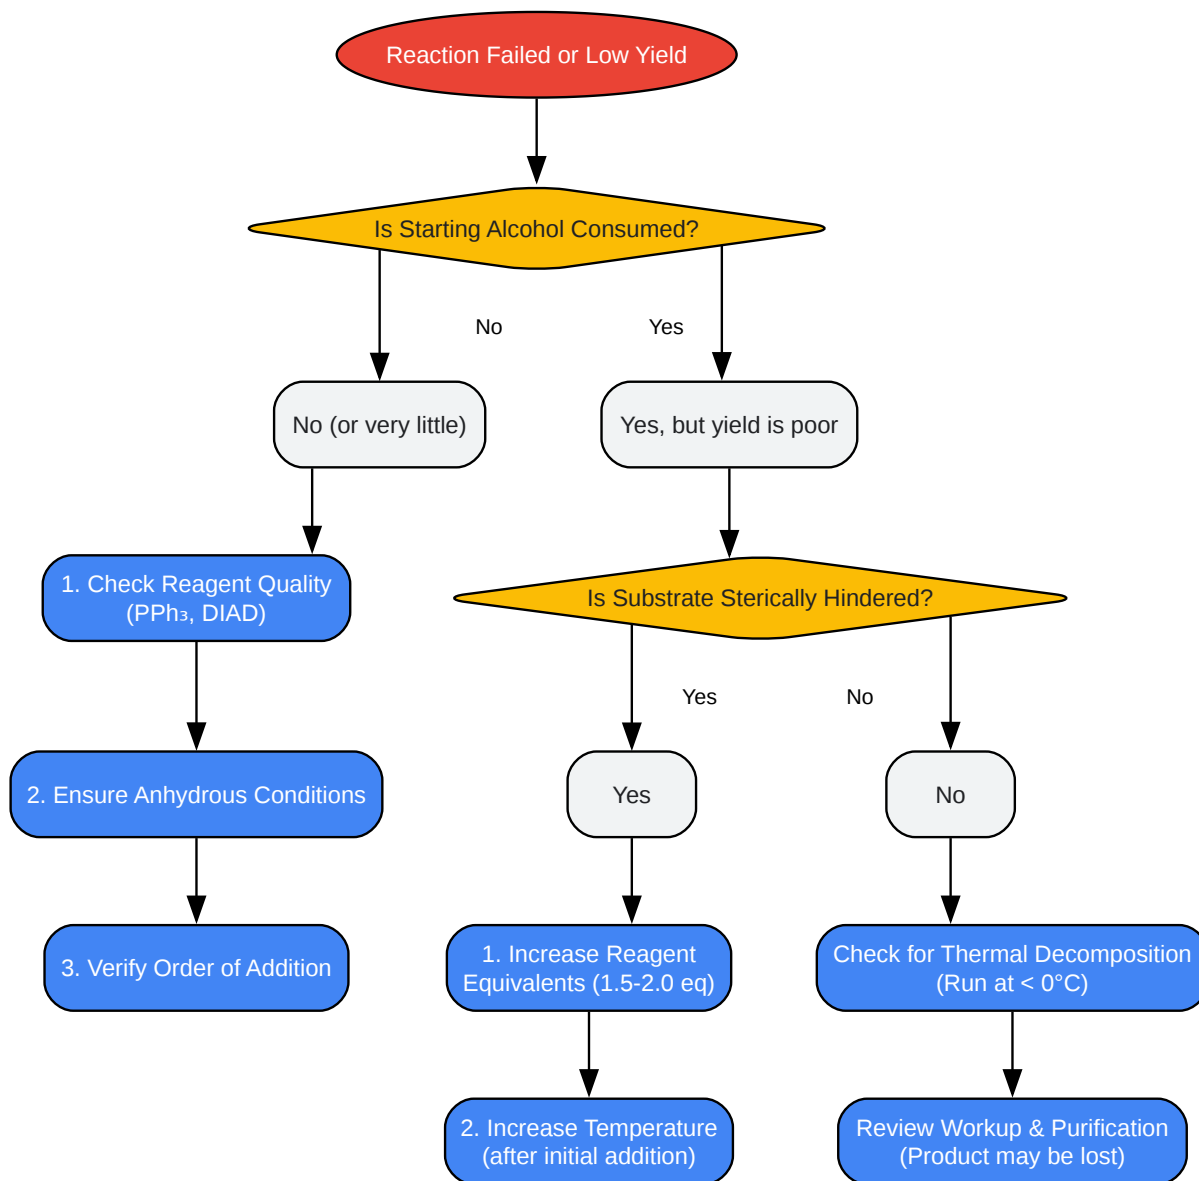 Reaction Failed or Low Yield
Is Starting Alcohol Consumed?
No
Yes
No (or very little)
Yes, but yield is poor
1. Check Reagent Quality
(PPh₃, DIAD)
Is Substrate Sterically Hindered?
Yes
No
2. Ensure Anhydrous Conditions
Yes
No
3. Verify Order of Addition
1. Increase Reagent
Equivalents (1.5-2.0 eq)
Check for Thermal Decomposition
(Run at < 0°C)
2. Increase Temperature
(after initial addition)
Review Workup & Purification
(Product may be lost)